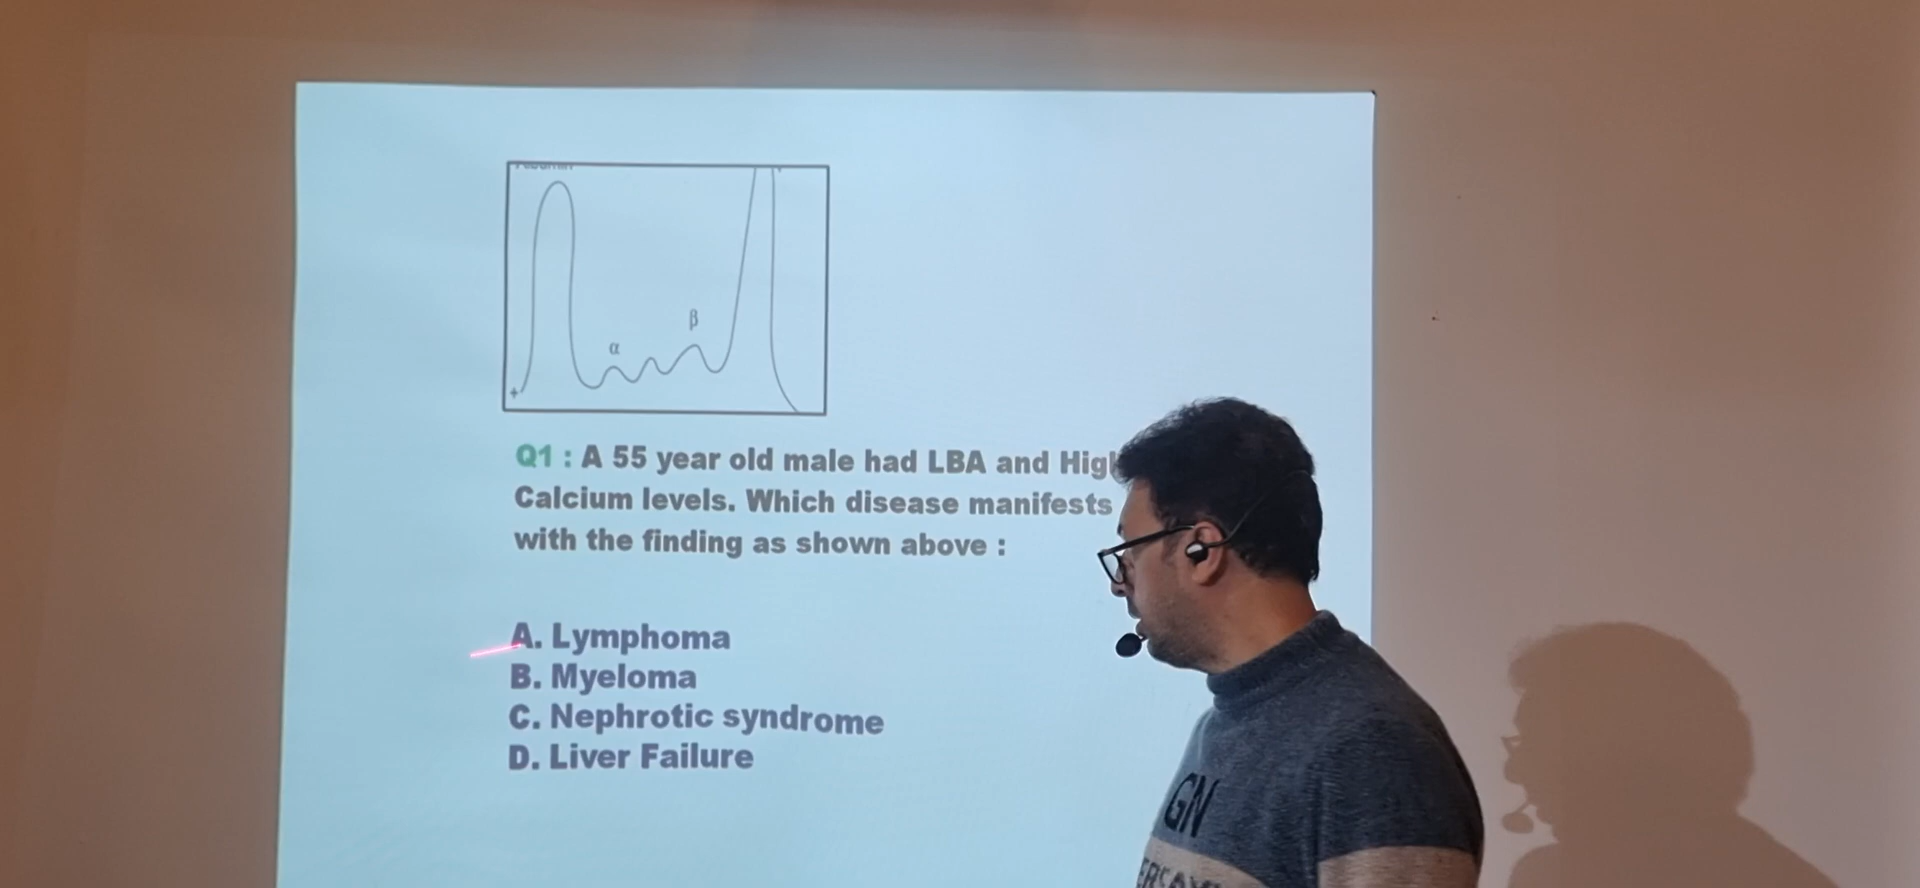 α
β
+
Q1 : A 55 year old male had LBA and High
Calcium levels. Which disease manifests
with the finding as shown above :
A. Lymphoma
B. Myeloma
C. Nephrotic syndrome
D. Liver Failure
GN